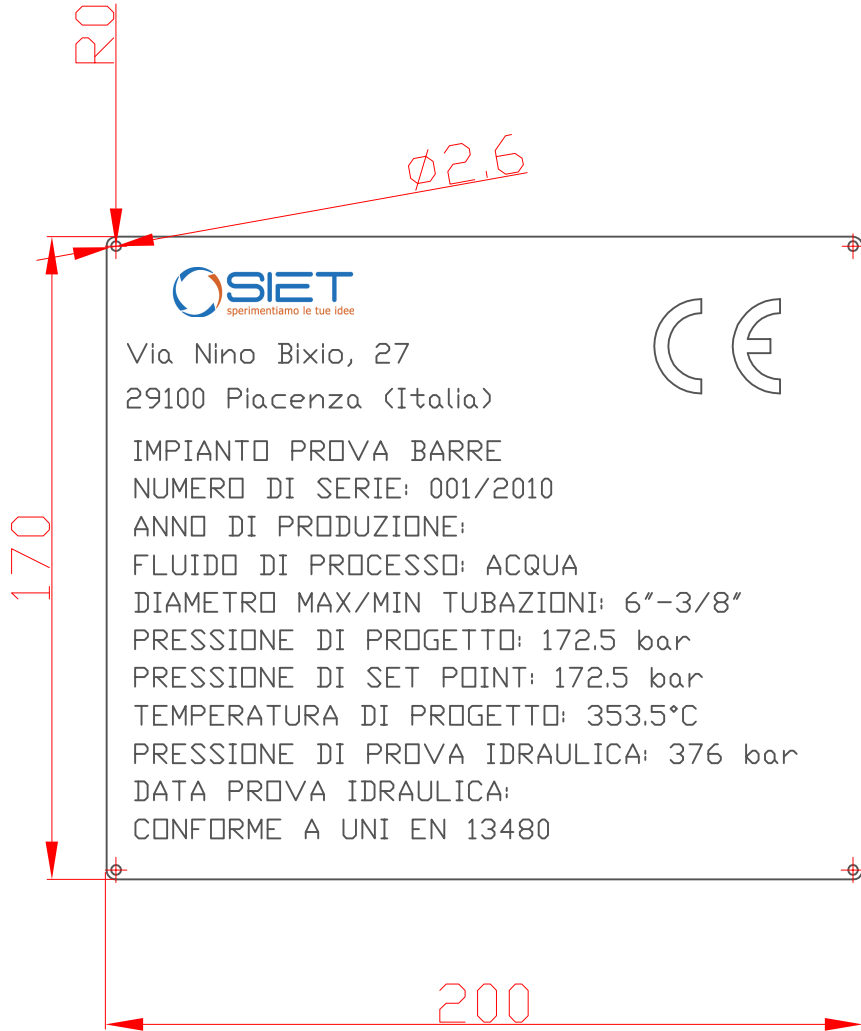 R0
Ø2.6
SIET
sperimentiamo le tue idee
Via Nino Bixio, 27
29100 Piacenza (Italia)
CE
IMPIANTO PROVA BARRE
NUMERO DI SERIE: 001/2010
ANNO DI PRODUZIONE:
FLUIDO DI PROCESSO: ACQUA
DIAMETRO MAX/MIN TUBAZIONI: 6"-3/8"
PRESSIONE DI PROGETTO: 172.5 bar
PRESSIONE DI SET POINT: 172.5 bar
TEMPERATURA DI PROGETTO: 353.5°C
PRESSIONE DI PROVA IDRAULICA: 376 bar
DATA PROVA IDRAULICA:
CONFORME A UNI EN 13480
170
200